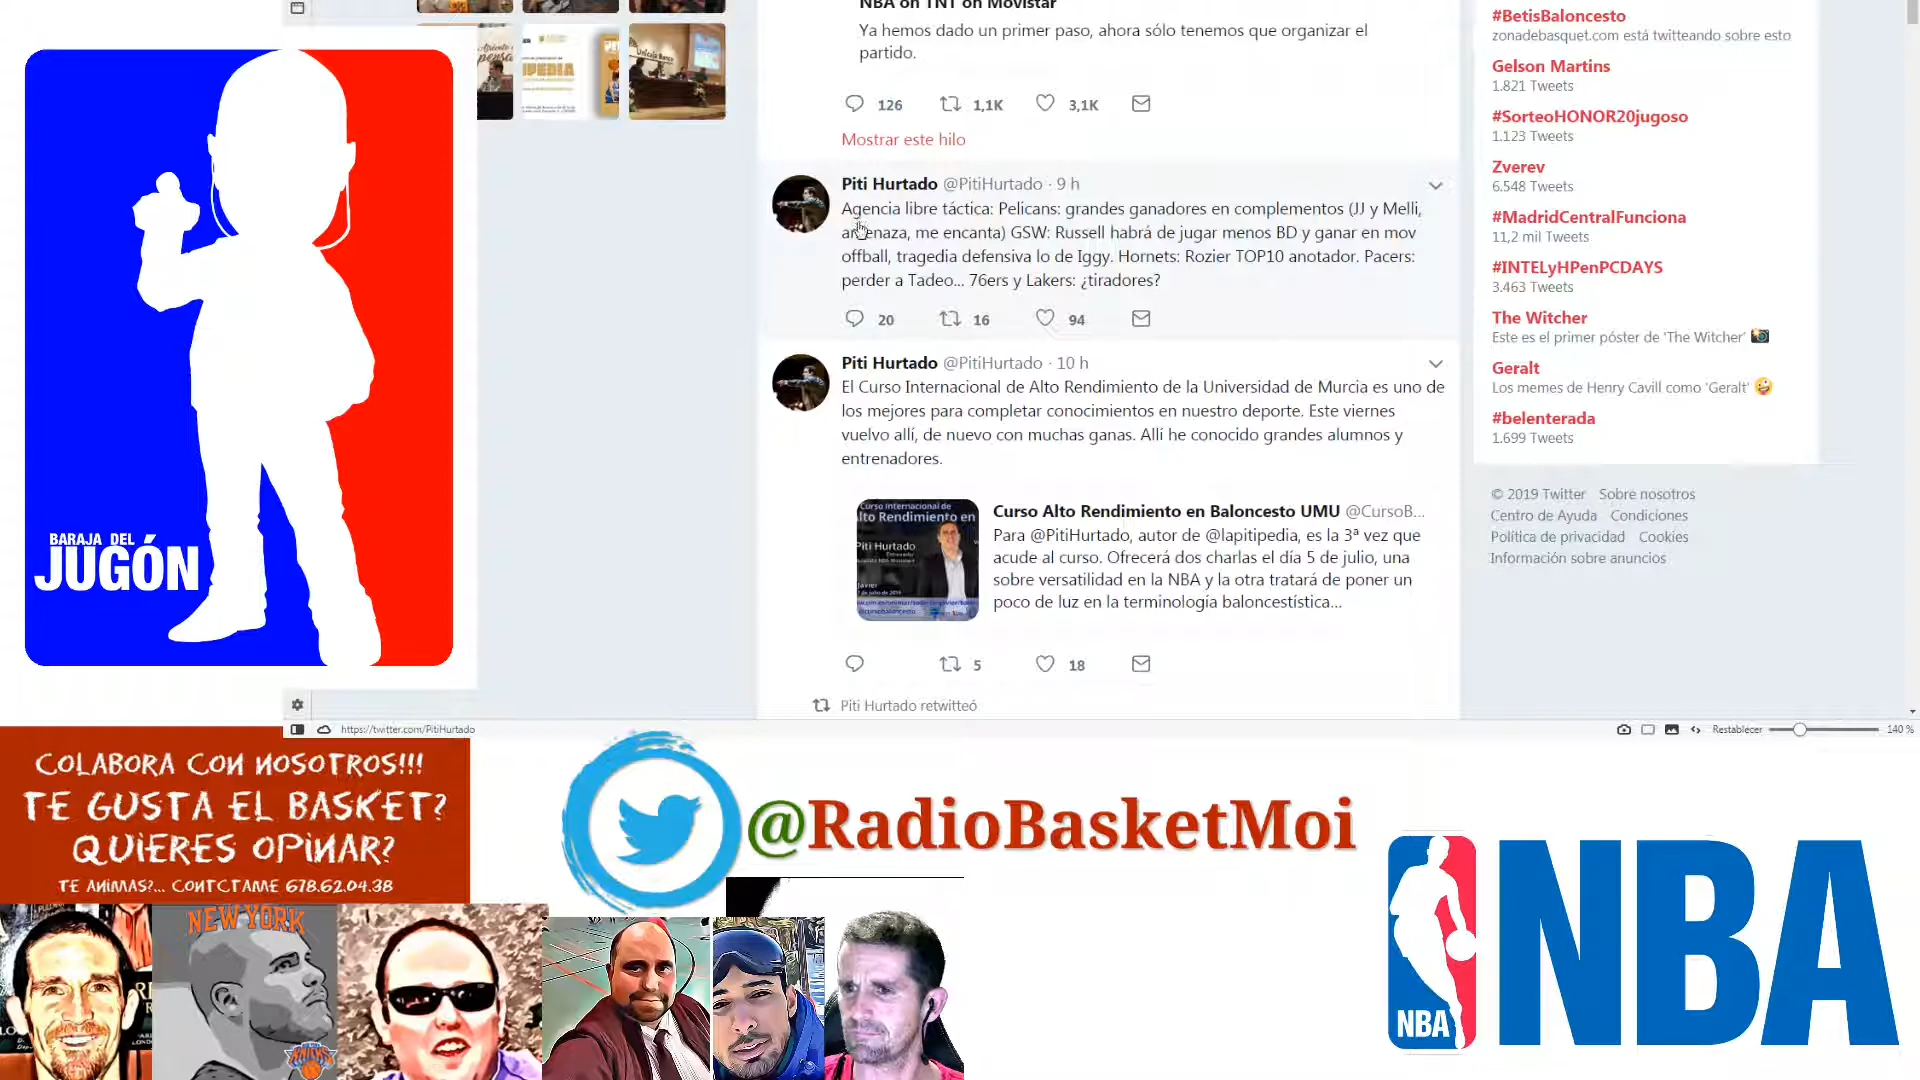 NBA on TNT on Movistar
Ya hemos dado un primer paso, ahora sólo tenemos que organizar el
partido.
126 1,1K 3,1K
Mostrar este hilo
Piti Hurtado @PitiHurtado · 9 h
Agencia libre táctica: Pelicans: grandes ganadores en complementos (JJ y Melli,
amenaza, me encanta) GSW: Russell habrá de jugar menos BD y ganar en mov
offball, tragedia defensiva lo de Iggy. Hornets: Rozier TOP10 anotador. Pacers:
perder a Tadeo... 76ers y Lakers: ¿tiradores?
20 16 94
Piti Hurtado @PitiHurtado · 10 h
El Curso Internacional de Alto Rendimiento de la Universidad de Murcia es uno de
los mejores para completar conocimientos en nuestro deporte. Este viernes
vuelvo allí, de nuevo con muchas ganas. Allí he conocido grandes alumnos y
entrenadores.
Curso Internacional de
lto Rendimiento en
Piti Hurtado
Curso Alto Rendimiento en Baloncesto UMU @CursoB...
Para @PitiHurtado, autor de @lapitipedia, es la 3ª vez que
acude al curso. Ofrecerá dos charlas el día 5 de julio, una
sobre versatilidad en la NBA y la otra tratará de poner un
poco de luz en la terminología baloncestística...
5 18
Piti Hurtado retwitteó
#BetisBaloncesto
zonadebasquet.com está twitteando sobre esto
Gelson Martins
1.821 Tweets
#SorteoHONOR20jugoso
1.123 Tweets
Zverev
6.548 Tweets
#MadridCentralFunciona
11,2 mil Tweets
#INTELyHPenPCDAYS
3.463 Tweets
The Witcher
Este es el primer póster de 'The Witcher'
Geralt
Los memes de Henry Cavill como 'Geralt'
#belenterada
1.699 Tweets
© 2019 Twitter Sobre nosotros
Centro de Ayuda Condiciones
Política de privacidad Cookies
Información sobre anuncios
BARAJA DEL
JUGÓN
https://twitter.com/PitiHurtado
Restablecer 140 %
COLABORA CON NOSOTROS!!!
TE GUSTA EL BASKET?
QUIERES OPINAR?
TE ANIMAS?... CONTCTAME 678.62.04.38
@RadioBasketMoi
NEW YORK
KNICKS
NBA
NBA